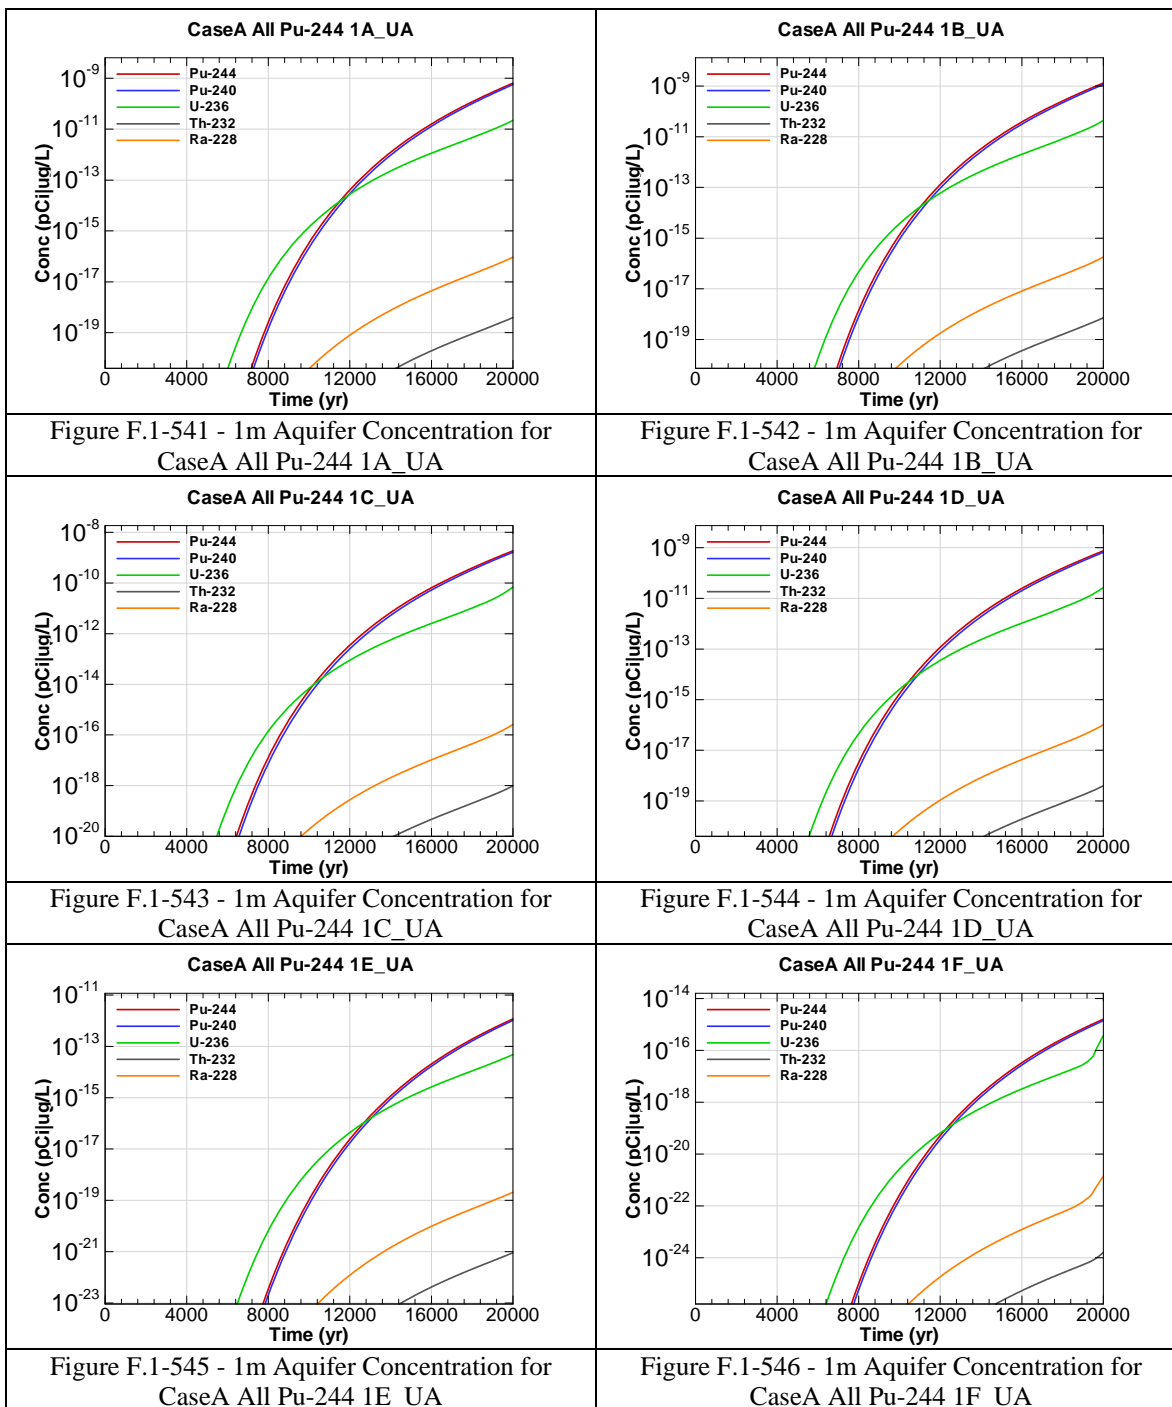 CaseA All Pu-244 1A_UA
Pu-244
Pu-240
U-236
Th-232
Ra-228
Conc (pCi|ug/L)
10-9
10-11
10-13
10-15
10-17
10-19
0 4000 8000 12000 16000 20000
Time (yr)
Figure F.1-541 - 1m Aquifer Concentration for
CaseA All Pu-244 1A_UA
CaseA All Pu-244 1B_UA
Pu-244
Pu-240
U-236
Th-232
Ra-228
Conc (pCi|ug/L)
10-9
10-11
10-13
10-15
10-17
10-19
0 4000 8000 12000 16000 20000
Time (yr)
Figure F.1-542 - 1m Aquifer Concentration for
CaseA All Pu-244 1B_UA
CaseA All Pu-244 1C_UA
Pu-244
Pu-240
U-236
Th-232
Ra-228
Conc (pCi|ug/L)
10-8
10-10
10-12
10-14
10-16
10-18
10-20
0 4000 8000 12000 16000 20000
Time (yr)
Figure F.1-543 - 1m Aquifer Concentration for
CaseA All Pu-244 1C_UA
CaseA All Pu-244 1D_UA
Pu-244
Pu-240
U-236
Th-232
Ra-228
Conc (pCi|ug/L)
10-9
10-11
10-13
10-15
10-17
10-19
0 4000 8000 12000 16000 20000
Time (yr)
Figure F.1-544 - 1m Aquifer Concentration for
CaseA All Pu-244 1D_UA
CaseA All Pu-244 1E_UA
Pu-244
Pu-240
U-236
Th-232
Ra-228
Conc (pCi|ug/L)
10-11
10-13
10-15
10-17
10-19
10-21
10-23
0 4000 8000 12000 16000 20000
Time (yr)
Figure F.1-545 - 1m Aquifer Concentration for
CaseA All Pu-244 1E_UA
CaseA All Pu-244 1F_UA
Pu-244
Pu-240
U-236
Th-232
Ra-228
Conc (pCi|ug/L)
10-14
10-16
10-18
10-20
10-22
10-24
0 4000 8000 12000 16000 20000
Time (yr)
Figure F.1-546 - 1m Aquifer Concentration for
CaseA All Pu-244 1F_UA